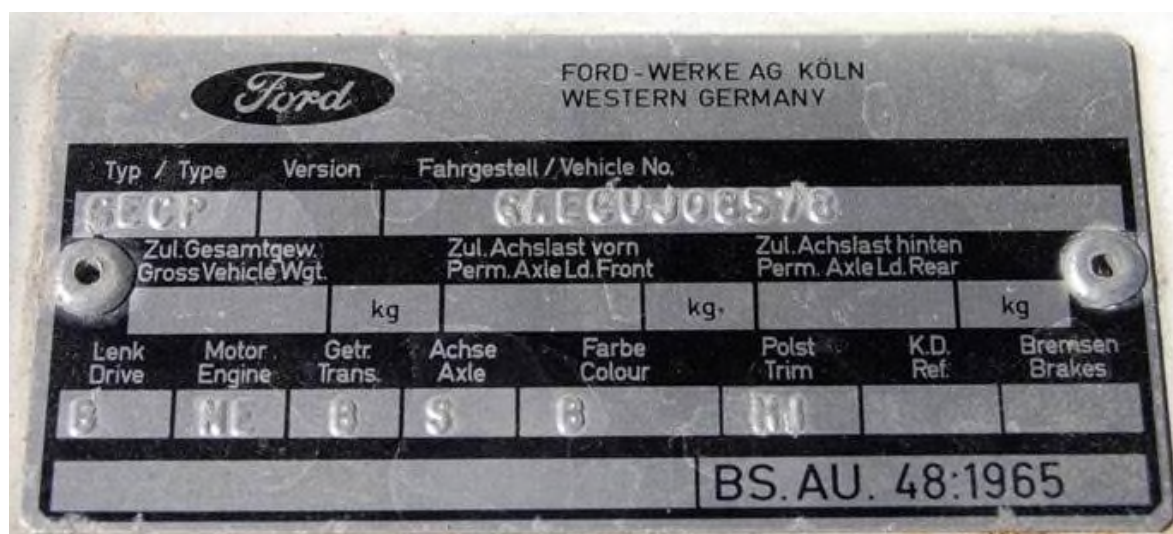 Ford
FORD-WERKE AG KÖLN
WESTERN GERMANY
Typ / Type Version Fahrgestell / Vehicle No.
GECP
Zul.Gesamtgew. Zul.Achslast vorn Zul.Achslast hinten
Gross Vehicle Wgt. Perm. Axle Ld. Front Perm. Axle Ld. Rear
kg kg. kg
Lenk Motor Getr. Achse Farbe Polst K.D. Bremsen
Drive Engine Trans. Axle Colour Trim Ref. Brakes
B NE B S B
BS.AU. 48:1965